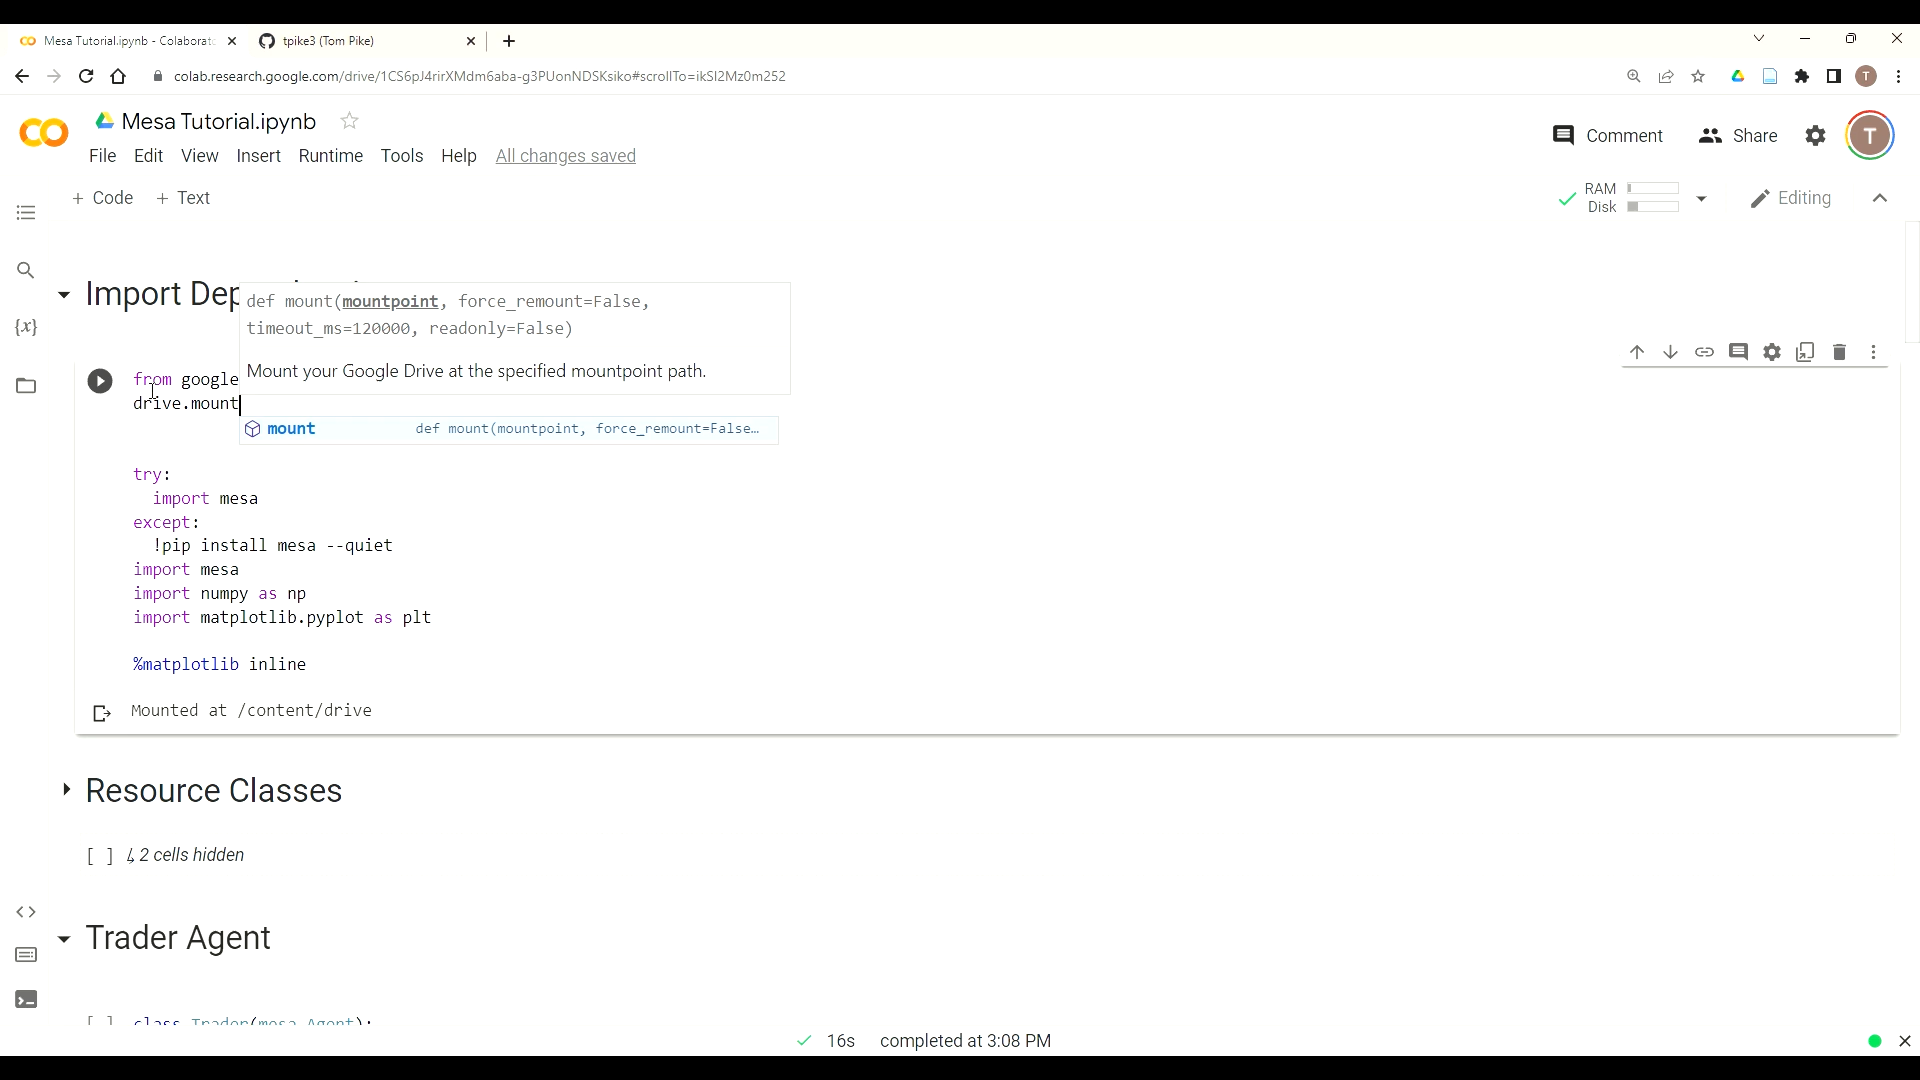 Mesa Tutorial.ipynb - Colaborato
tpike3 (Tom Pike)
colab.research.google.com/drive/1CS6pJ4rirXMdm6aba-g3PUonNDSKsiko#scrollTo=ikSI2Mz0m252
T
Mesa Tutorial.ipynb
Comment
Share
T
File Edit View Insert Runtime Tools Help All changes saved
+ Code + Text
RAM
Disk
Editing
Import Dep
def mount(mountpoint, force_remount=False,
timeout_ms=120000, readonly=False)
Mount your Google Drive at the specified mountpoint path.
{x}
from google
drive.mount
mount def mount(mountpoint, force_remount=False…
try:
import mesa
except:
!pip install mesa --quiet
import mesa
import numpy as np
import matplotlib.pyplot as plt
%matplotlib inline
Mounted at /content/drive
Resource Classes
[ ] ↳ 2 cells hidden
Trader Agent
[ ] class Trader(mesa.Agent):
16s completed at 3:08 PM